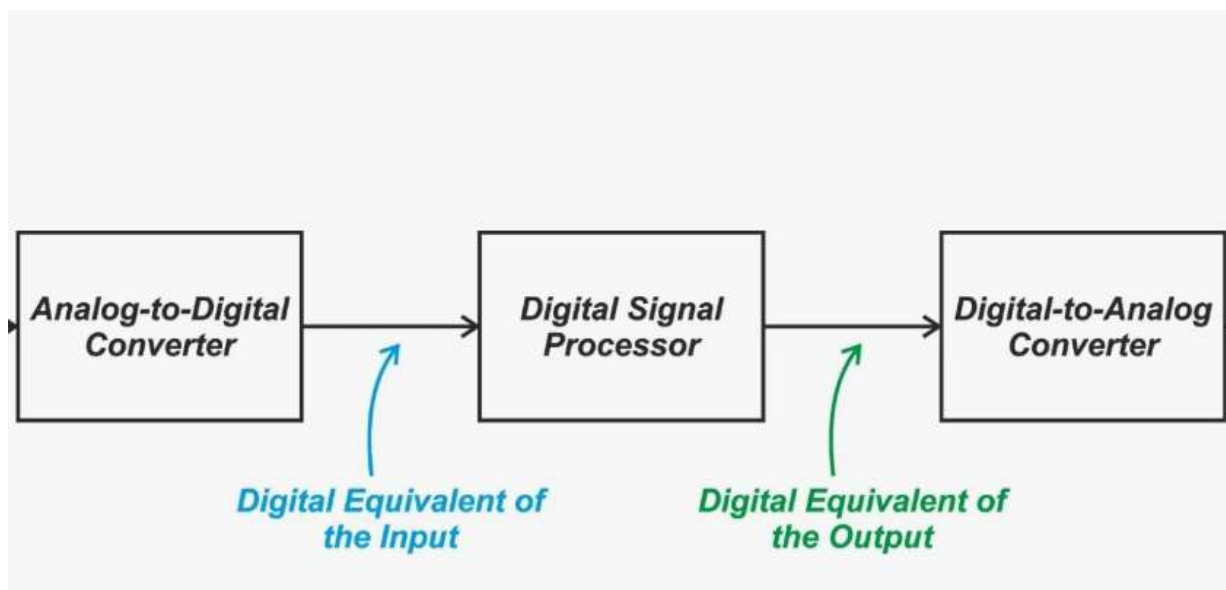 Analog-to-Digital
Converter
Digital Signal
Processor
Digital-to-Analog
Converter
Digital Equivalent of
the Input
Digital Equivalent of
the Output